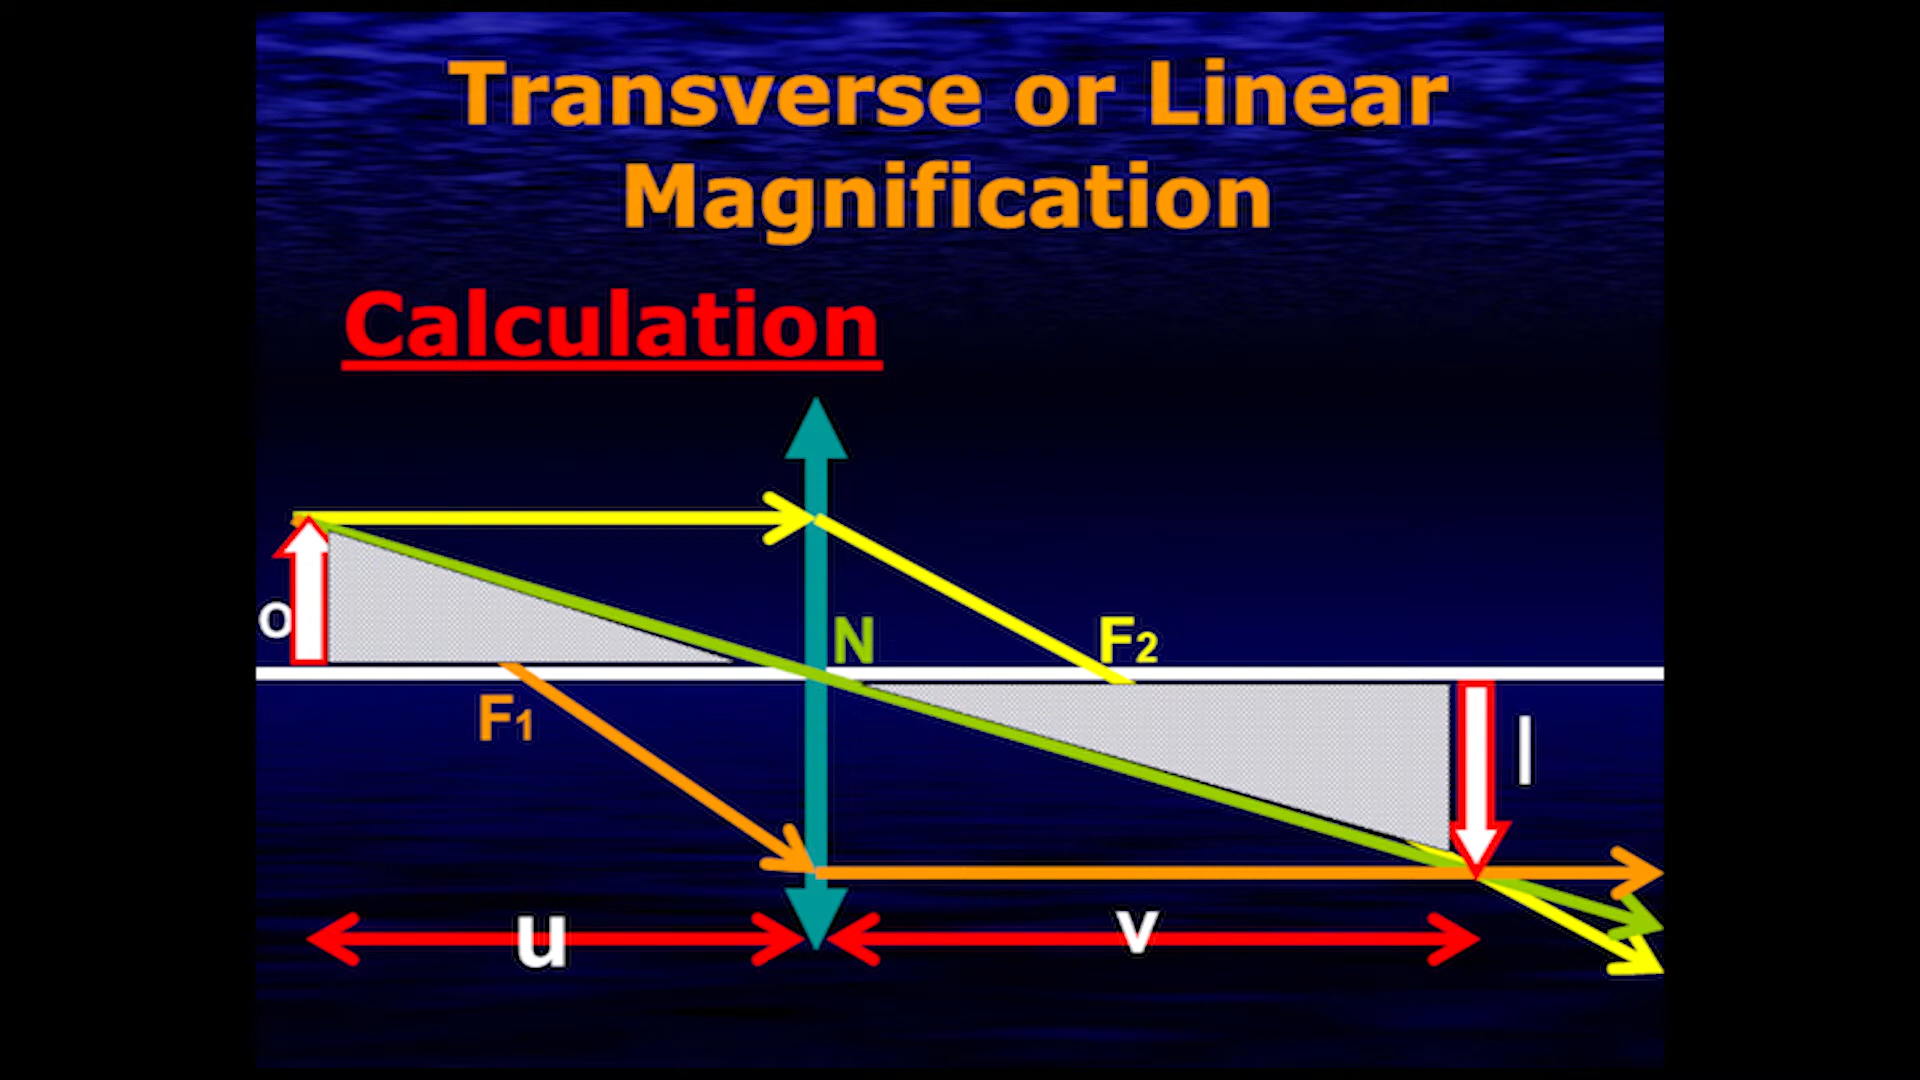 Transverse or Linear
Magnification
Calculation
O
N
F2
F1
I
u
v